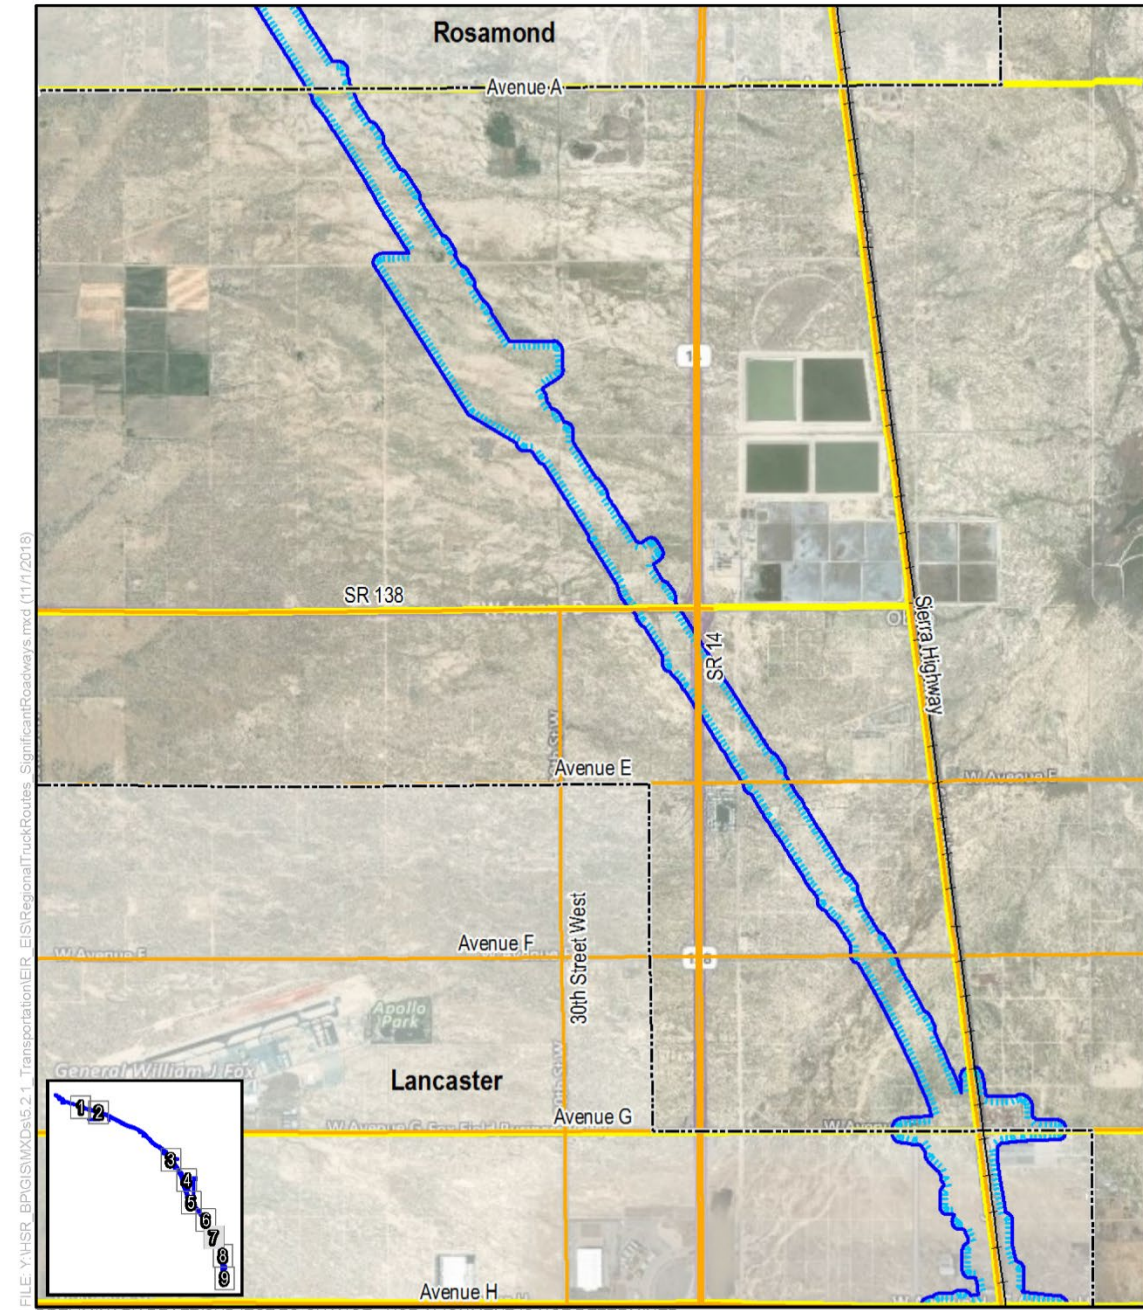 Rosamond
Avenue A
SR 138
SR 14
Sierra Highway
Avenue E
W Avenue E
30th Street West
Avenue F
W Avenue F
Apollo
Park
General William J Fox
Lancaster
Avenue G
Avenue H
1
2
3
4
5
6
7
8
9
FILE: Y:\HSR_BP\GIS\MXDs\5.2.1_Transportation\EIR_EIS\RegionalTruckRoutes_SignificantRoadways.mxd (11/1/2018)